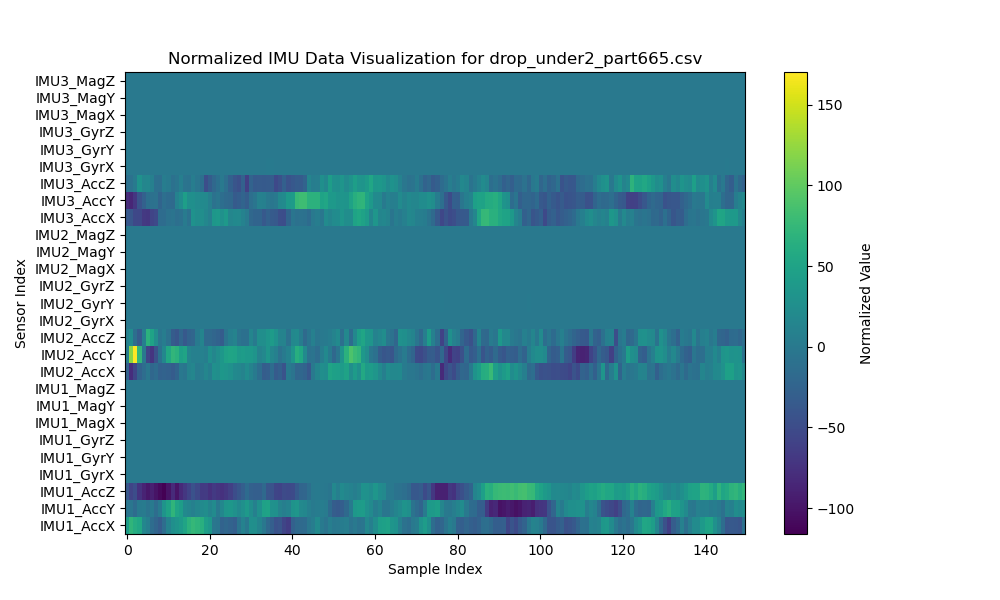 Normalized IMU Data Visualization for drop_under2_part665.csv
IMU3_MagZ
IMU3_MagY
IMU3_MagX
IMU3_GyrZ
IMU3_GyrY
IMU3_GyrX
IMU3_AccZ
IMU3_AccY
IMU3_AccX
IMU2_MagZ
IMU2_MagY
IMU2_MagX
IMU2_GyrZ
IMU2_GyrY
IMU2_GyrX
IMU2_AccZ
IMU2_AccY
IMU2_AccX
IMU1_MagZ
IMU1_MagY
IMU1_MagX
IMU1_GyrZ
IMU1_GyrY
IMU1_GyrX
IMU1_AccZ
IMU1_AccY
IMU1_AccX
Sensor Index
0 20 40 60 80 100 120 140
Sample Index
150
100
50
0
−50
−100
Normalized Value